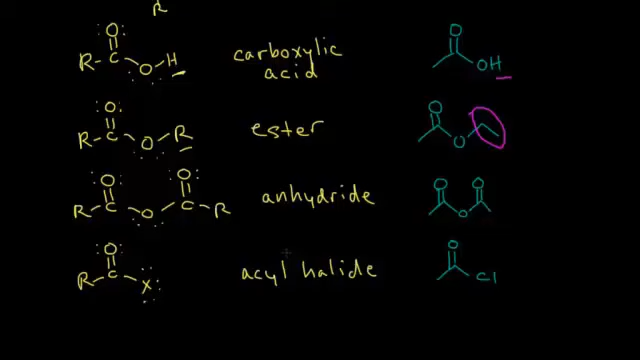 R
O O
R C O H carboxylic acid OH
O O
R C O R ester O
O O O O
R C O C R anhydride O
O O
R C X acyl halide Cl